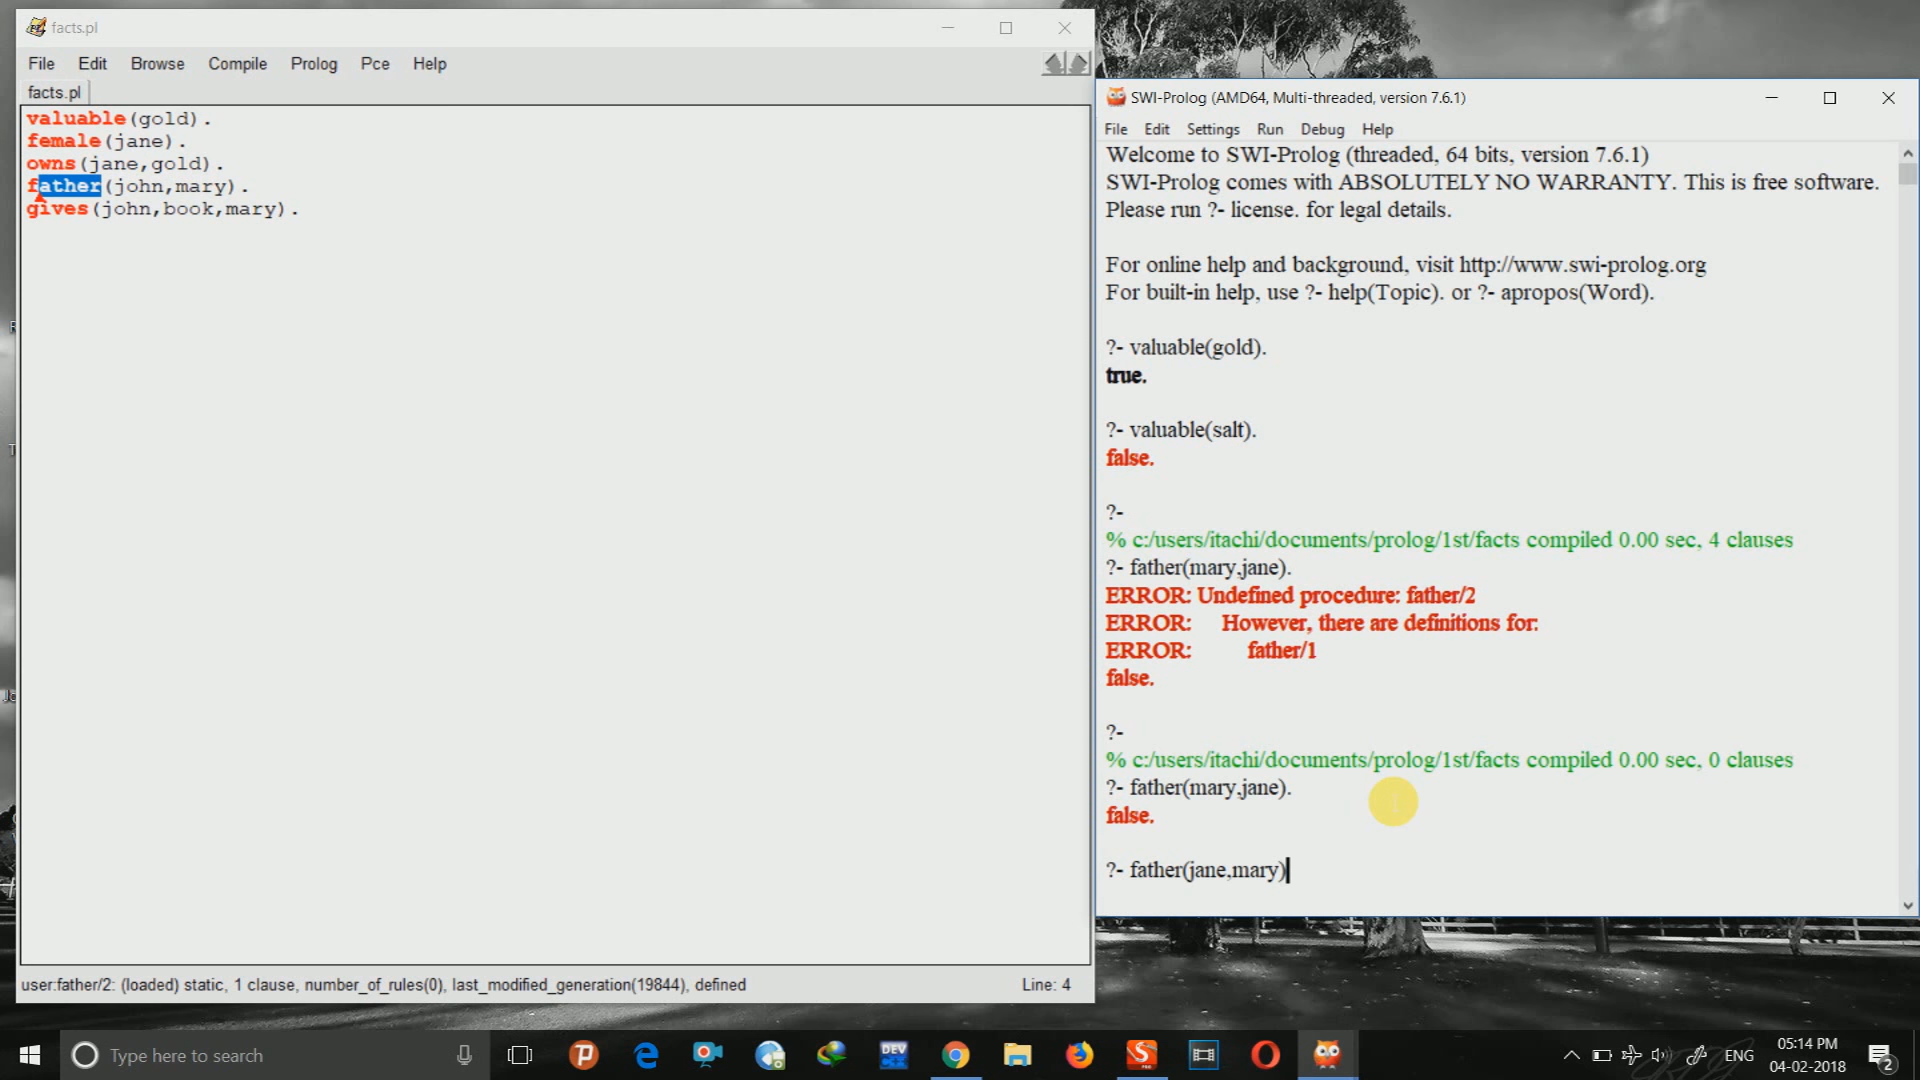 facts.pl
File Edit Browse Compile Prolog Pce Help
facts.pl
valuable(gold).
female(jane).
owns(jane,gold).
father(john,mary).
gives(john,book,mary).
user:father/2: (loaded) static, 1 clause, number_of_rules(0), last_modified_generation(19844), defined
Line: 4
SWI-Prolog (AMD64, Multi-threaded, version 7.6.1)
File Edit Settings Run Debug Help
Welcome to SWI-Prolog (threaded, 64 bits, version 7.6.1)
SWI-Prolog comes with ABSOLUTELY NO WARRANTY. This is free software.
Please run ?- license. for legal details.
For online help and background, visit http://www.swi-prolog.org
For built-in help, use ?- help(Topic). or ?- apropos(Word).
?- valuable(gold).
true.
?- valuable(salt).
false.
?-
% c:/users/itachi/documents/prolog/1st/facts compiled 0.00 sec, 4 clauses
?- father(mary,jane).
ERROR: Undefined procedure: father/2
ERROR: However, there are definitions for:
ERROR: father/1
false.
?-
% c:/users/itachi/documents/prolog/1st/facts compiled 0.00 sec, 0 clauses
?- father(mary,jane).
false.
?- father(jane,mary)
Type here to search
DEV
ENG
05:14 PM
04-02-2018
2